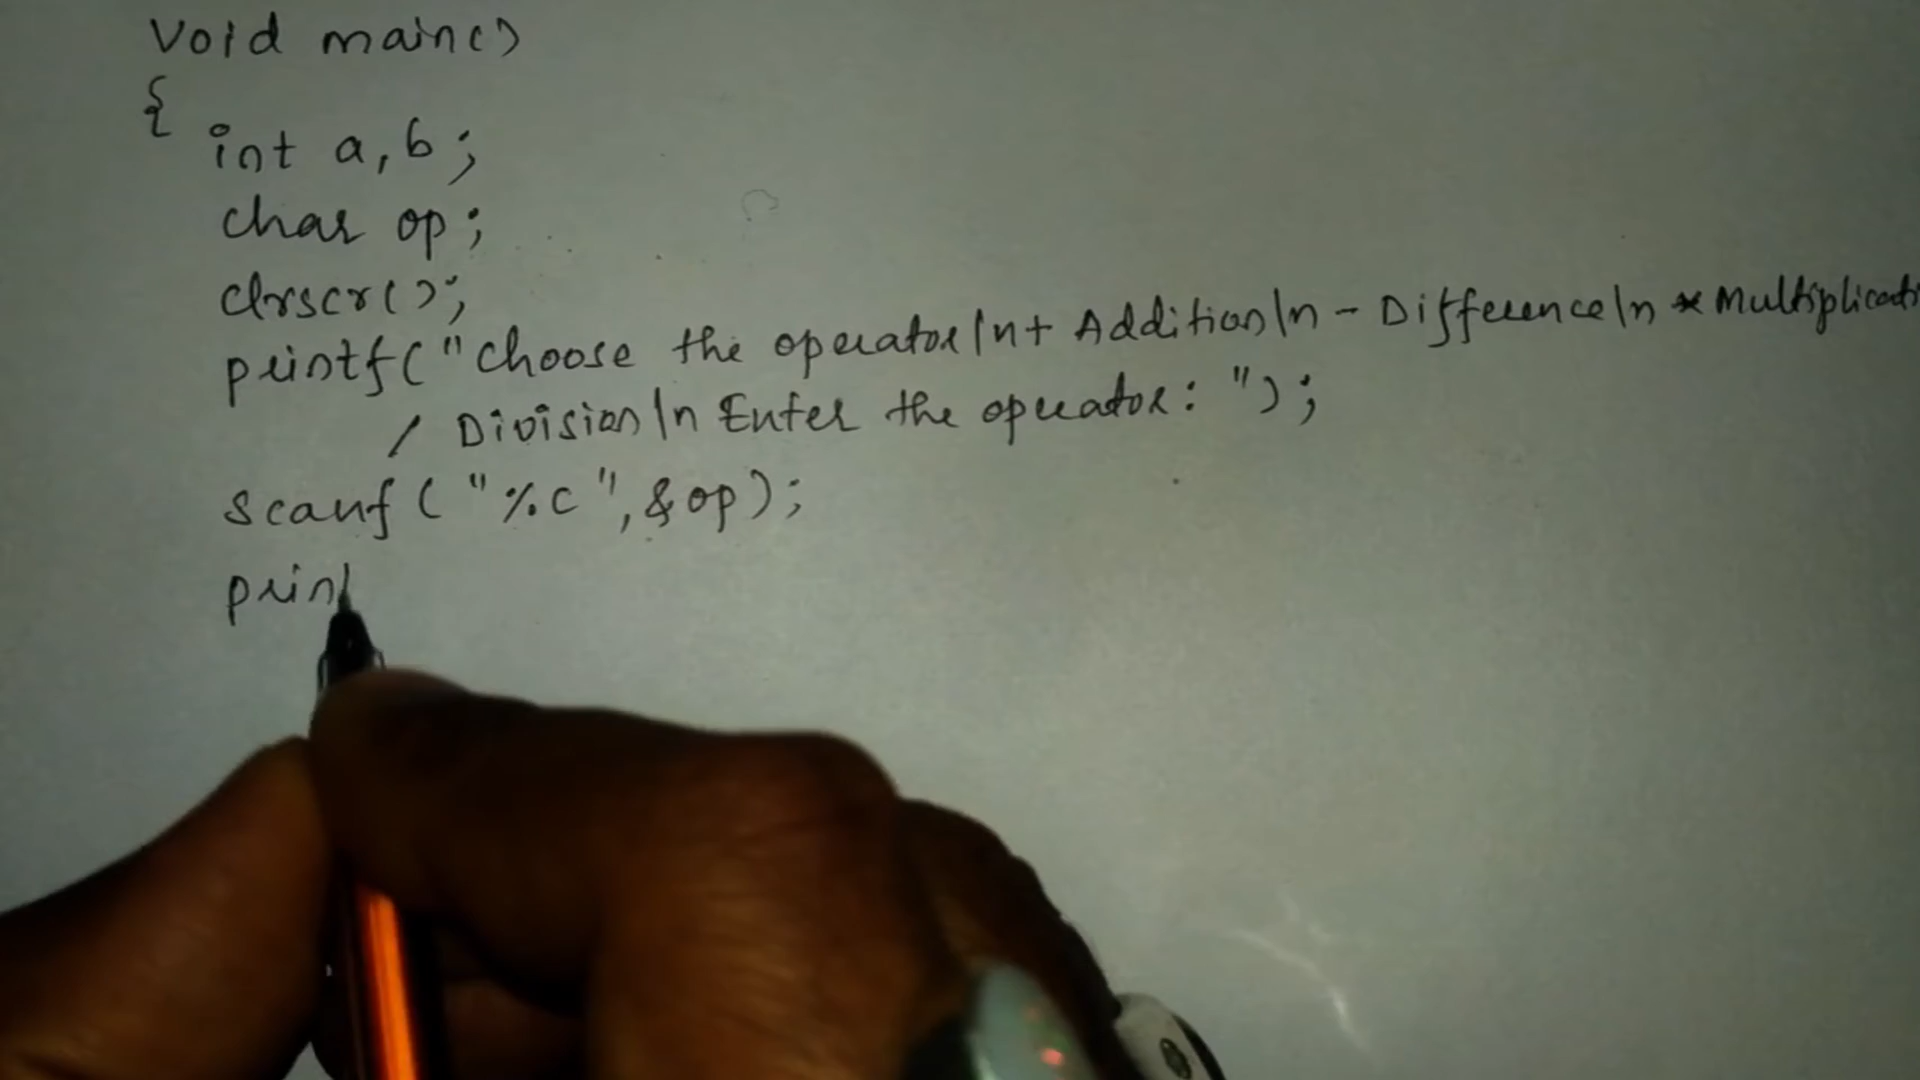 void main()
{
int a,b;
char op;
clrscr();
printf("Choose the operator\n+ Addition\n - Difference\n * Multiplicati
/ Division\n Enter the operator: ");
scanf("%c",&op);
print